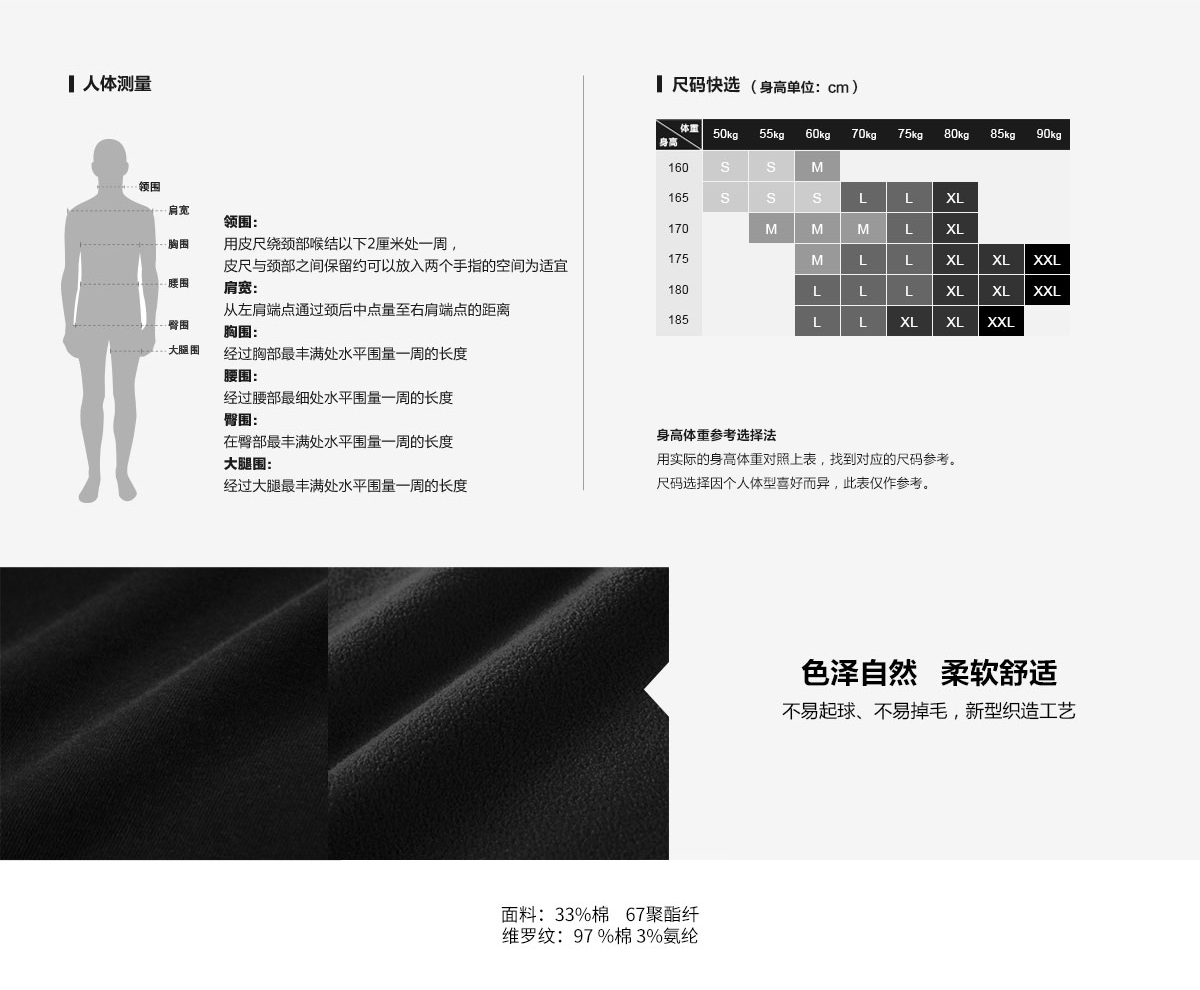 人体测量
领围
肩宽
胸围
腰围
臀围
大腿围
领围：
用皮尺绕颈部喉结以下2厘米处一周，
皮尺与颈部之间保留约可以放入两个手指的空间为适宜
肩宽：
从左肩端点通过颈后中点量至右肩端点的距离
胸围：
经过胸部最丰满处水平围量一周的长度
腰围：
经过腰部最细处水平围量一周的长度
臀围：
在臀部最丰满处水平围量一周的长度
大腿围：
经过大腿最丰满处水平围量一周的长度
尺码快选（身高单位：cm）
体重 50kg 55kg 60kg 70kg 75kg 80kg 85kg 90kg
身高
160 S S M
165 S S S L L XL
170 M M M L XL
175 M L L XL XL XXL
180 L L L XL XL XXL
185 L L XL XL XXL
身高体重参考选择法
用实际的身高体重对照上表，找到对应的尺码参考。
尺码选择因个人体型喜好而异，此表仅作参考。
色泽自然 柔软舒适
不易起球、不易掉毛，新型织造工艺
面料：33%棉 67聚酯纤
维罗纹：97 %棉 3%氨纶